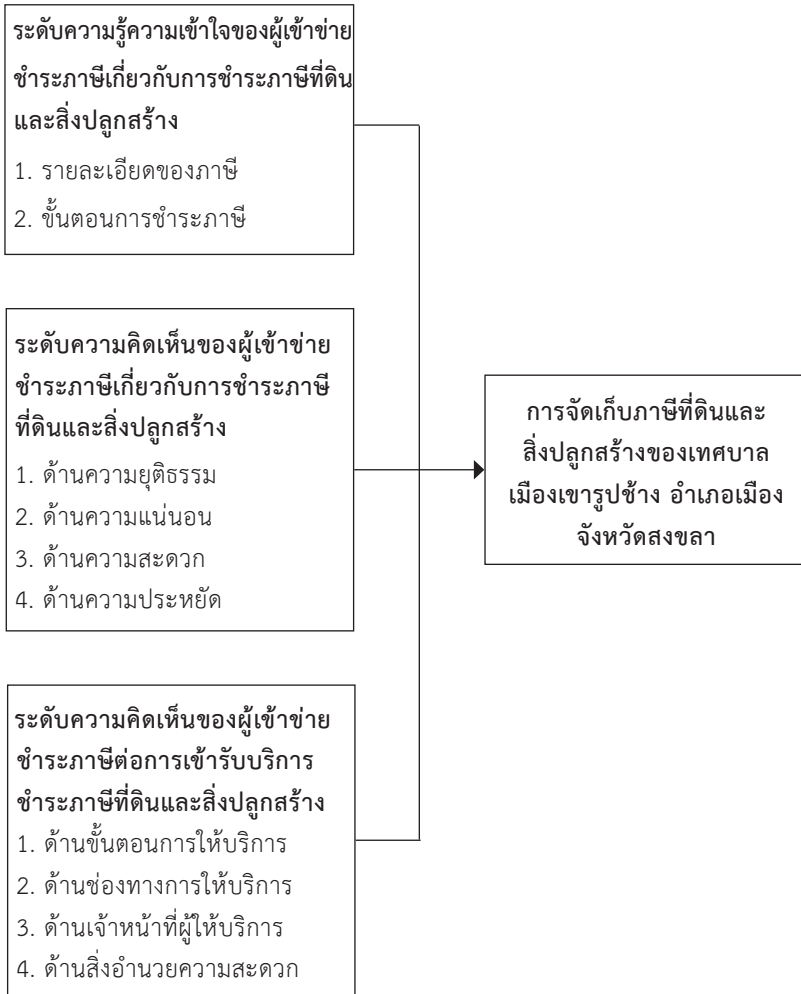 ระดับความรู้ความเข้าใจของผู้เข้าข่าย
ชำระภาษีเกี่ยวกับการชำระภาษีที่ดิน
และสิ่งปลูกสร้าง
1. รายละเอียดของภาษี
2. ขั้นตอนการชำระภาษี
ระดับความคิดเห็นของผู้เข้าข่าย
ชำระภาษีเกี่ยวกับการชำระภาษี
ที่ดินและสิ่งปลูกสร้าง
1. ด้านความยุติธรรม
2. ด้านความแน่นอน
3. ด้านความสะดวก
4. ด้านความประหยัด
ระดับความคิดเห็นของผู้เข้าข่าย
ชำระภาษีต่อการเข้ารับบริการ
ชำระภาษีที่ดินและสิ่งปลูกสร้าง
1. ด้านขั้นตอนการให้บริการ
2. ด้านช่องทางการให้บริการ
3. ด้านเจ้าหน้าที่ผู้ให้บริการ
4. ด้านสิ่งอำนวยความสะดวก
การจัดเก็บภาษีที่ดินและ
สิ่งปลูกสร้างของเทศบาล
เมืองเขารูปช้าง อำเภอเมือง
จังหวัดสงขลา